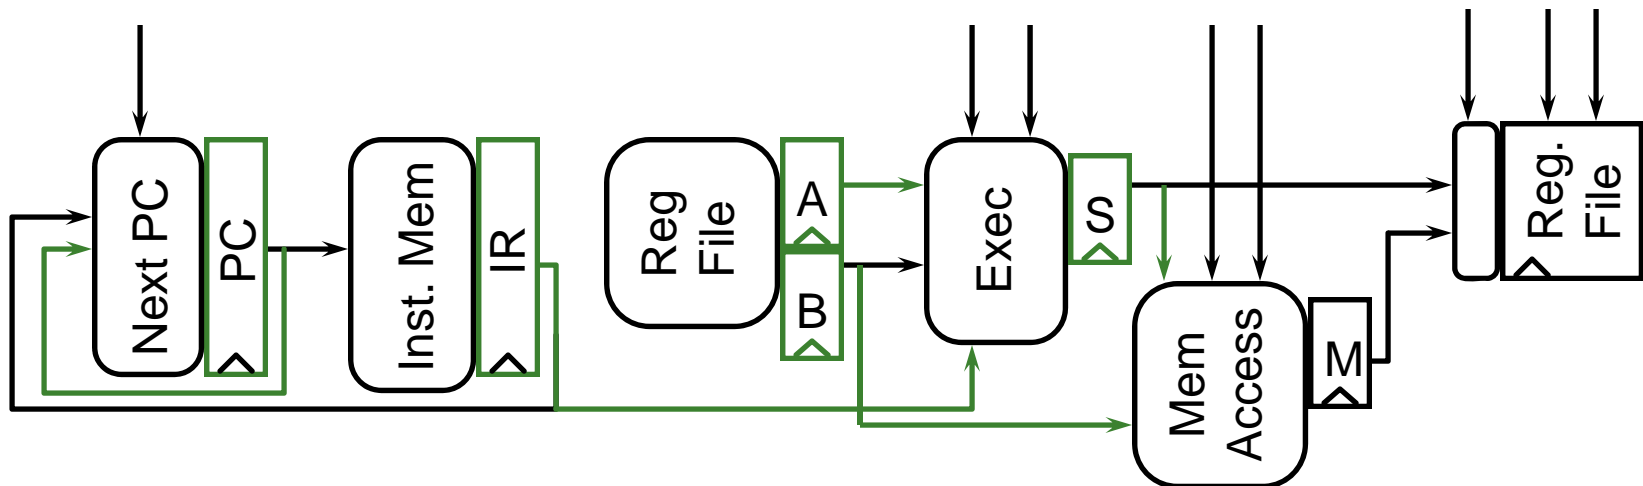 Next PC
PC
Inst. Mem
IR
Reg
File
A
B
Exec
S
Mem
Access
M
Reg.
File